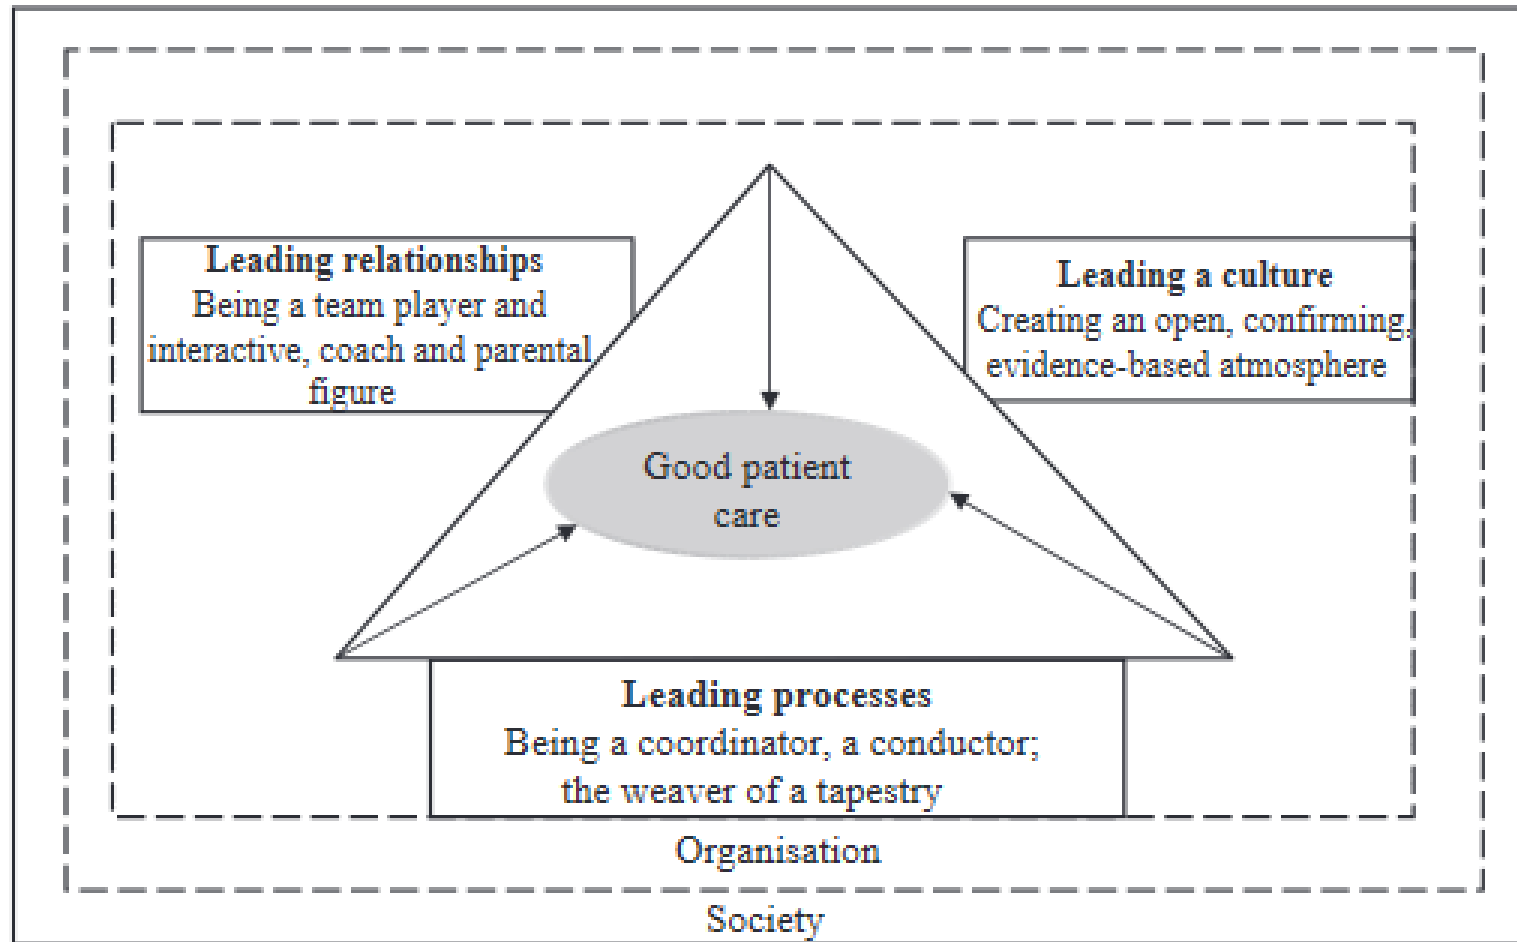 Leading relationships
Being a team player and
interactive, coach and parental
figure
Leading a culture
Creating an open, confirming,
evidence-based atmosphere
Good patient
care
Leading processes
Being a coordinator, a conductor;
the weaver of a tapestry
Organisation
Society